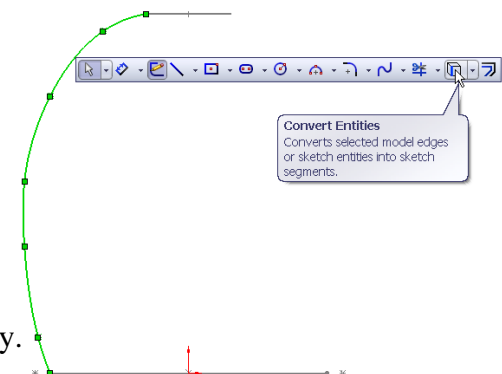 Convert Entities
Converts selected model edges
or sketch entities into sketch
segments.
y.